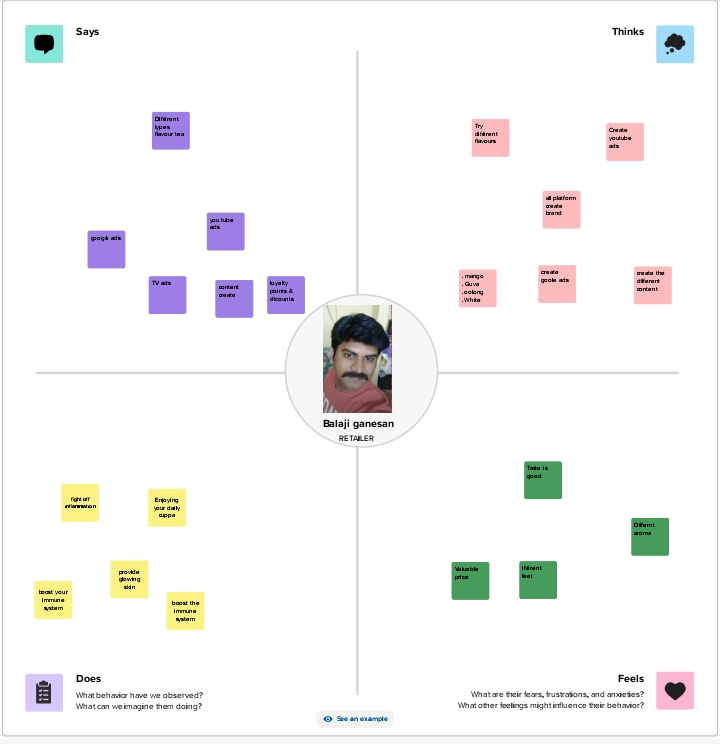 Says
Thinks
Different
types
flavour tea
google ads
you tube
ads
TV ads
content
create
loyalty
points &
dicounts
Try
different
flavours
Create
youtube
ads
all platform
create
brand
. mango
. Guva
. oolong
. White
create
goole ads
create the
different
content
Balaji ganesan
RETAILER
fight off
inflammation
Enjoying
your daily
cuppa
provide
glowing
skin
boost your
immune
system
boost the
immune
system
Taste is
good
Differnt
aroma
Valueble
price
feel
Does
What behavior have we observed?
What can we imagine them doing?
Feels
What are their fears, frustrations, and anxieties?
What other feelings might influence their behavior?
See an example